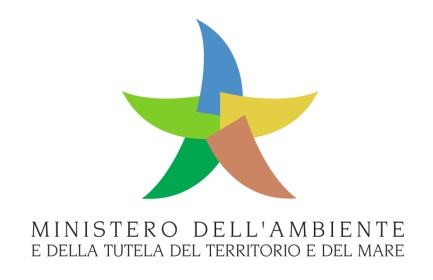 MINISTERO DELL'AMBIENTE
E DELLA TUTELA DEL TERRITORIO E DEL MARE